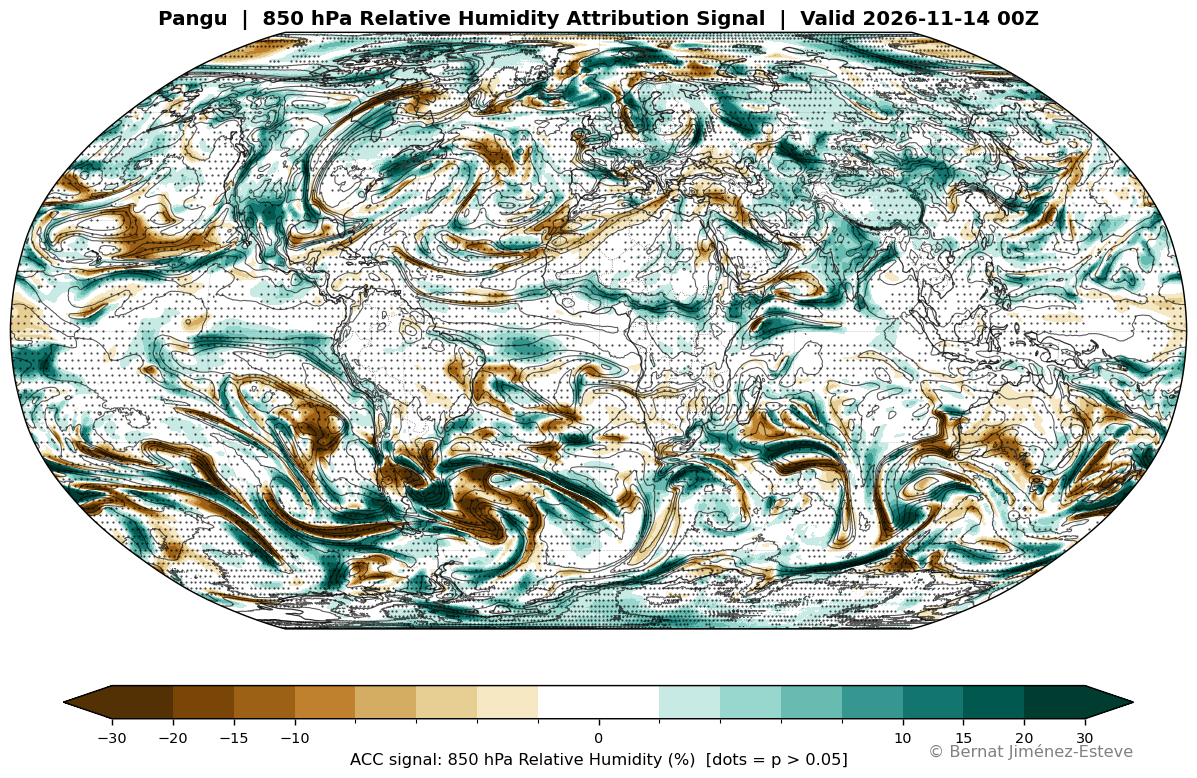 Pangu  |  850 hPa Relative Humidity Attribution Signal  |  Valid 2026-11-14 00Z
−30 −20 −15 −10 0 10 15 20 30
ACC signal: 850 hPa Relative Humidity (%)  [dots = p > 0.05]
© Bernat Jiménez-Esteve